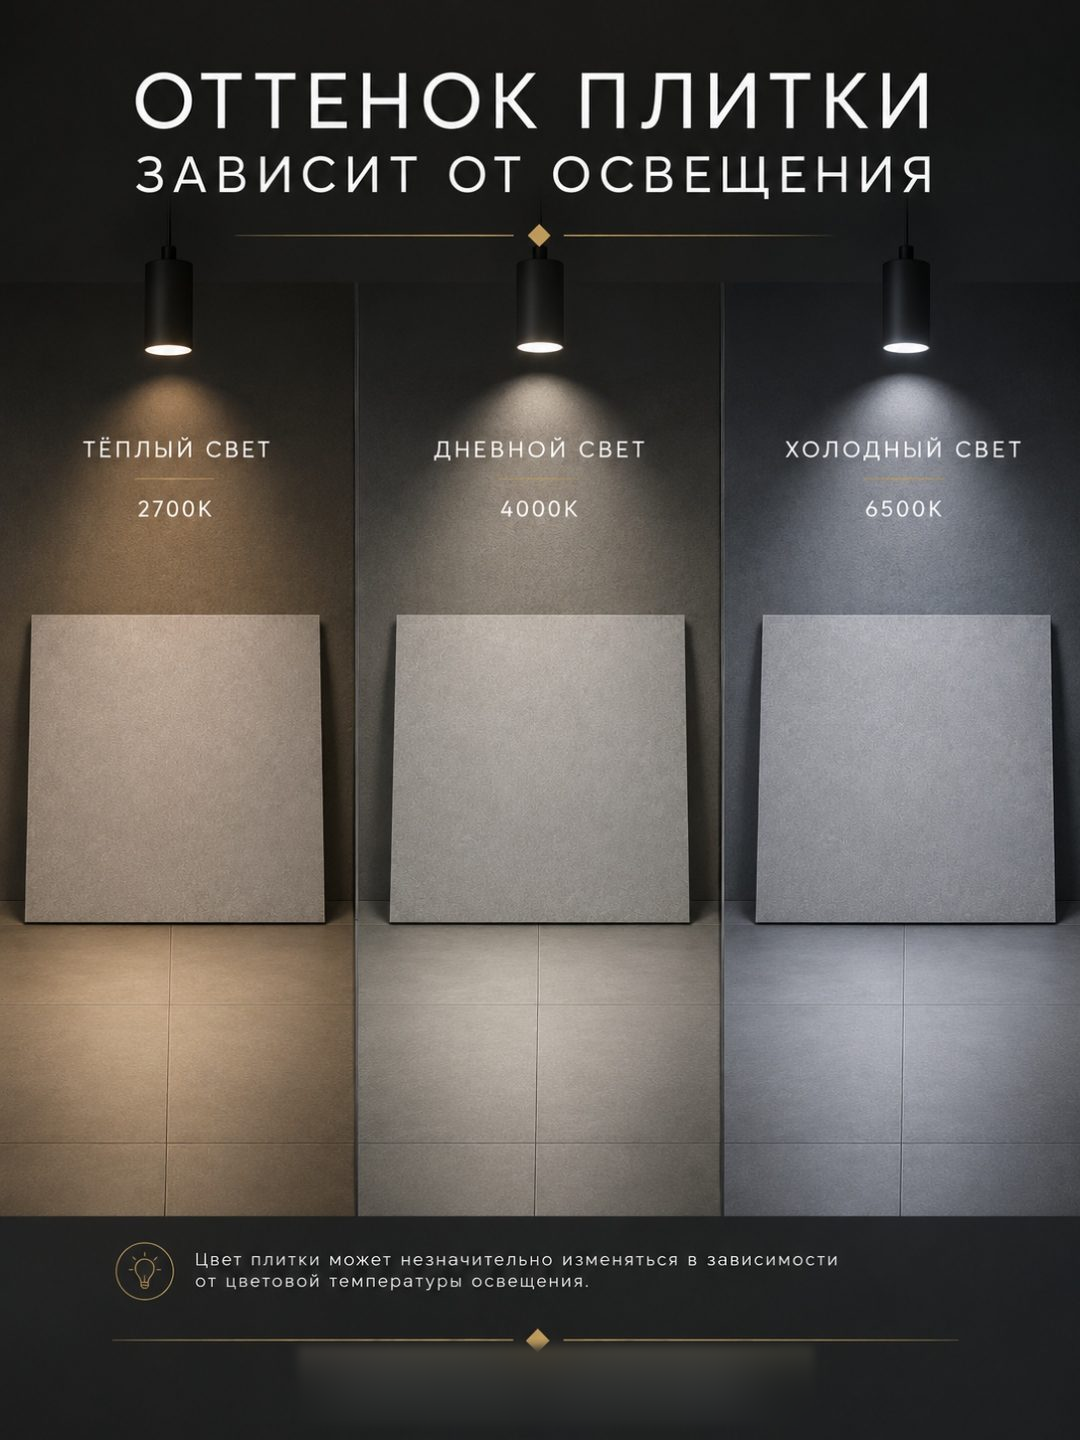 ОТТЕНОК ПЛИТКИ
ЗАВИСИТ ОТ ОСВЕЩЕНИЯ
ТЁПЛЫЙ СВЕТ
2700K
ДНЕВНОЙ СВЕТ
4000K
ХОЛОДНЫЙ СВЕТ
6500K
Цвет плитки может незначительно изменяться в зависимости
от цветовой температуры освещения.